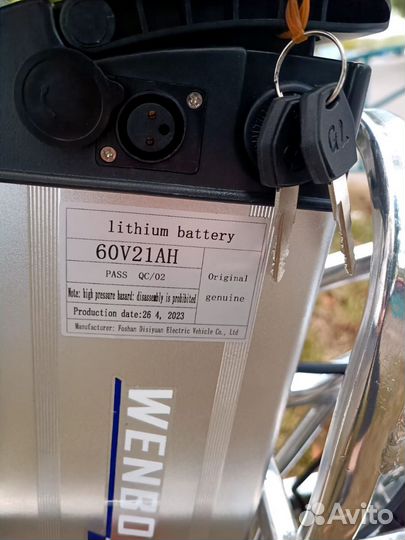 GL
lithium battery
60V21AH
PASS QC/02
Original
genuine
Note: high pressure hazard: disassembly is prohibited
Production date:26 4, 2023
Manufacturer: Foshan Disiyuan Electric Vehicle Co., Ltd
WENBO
Avito